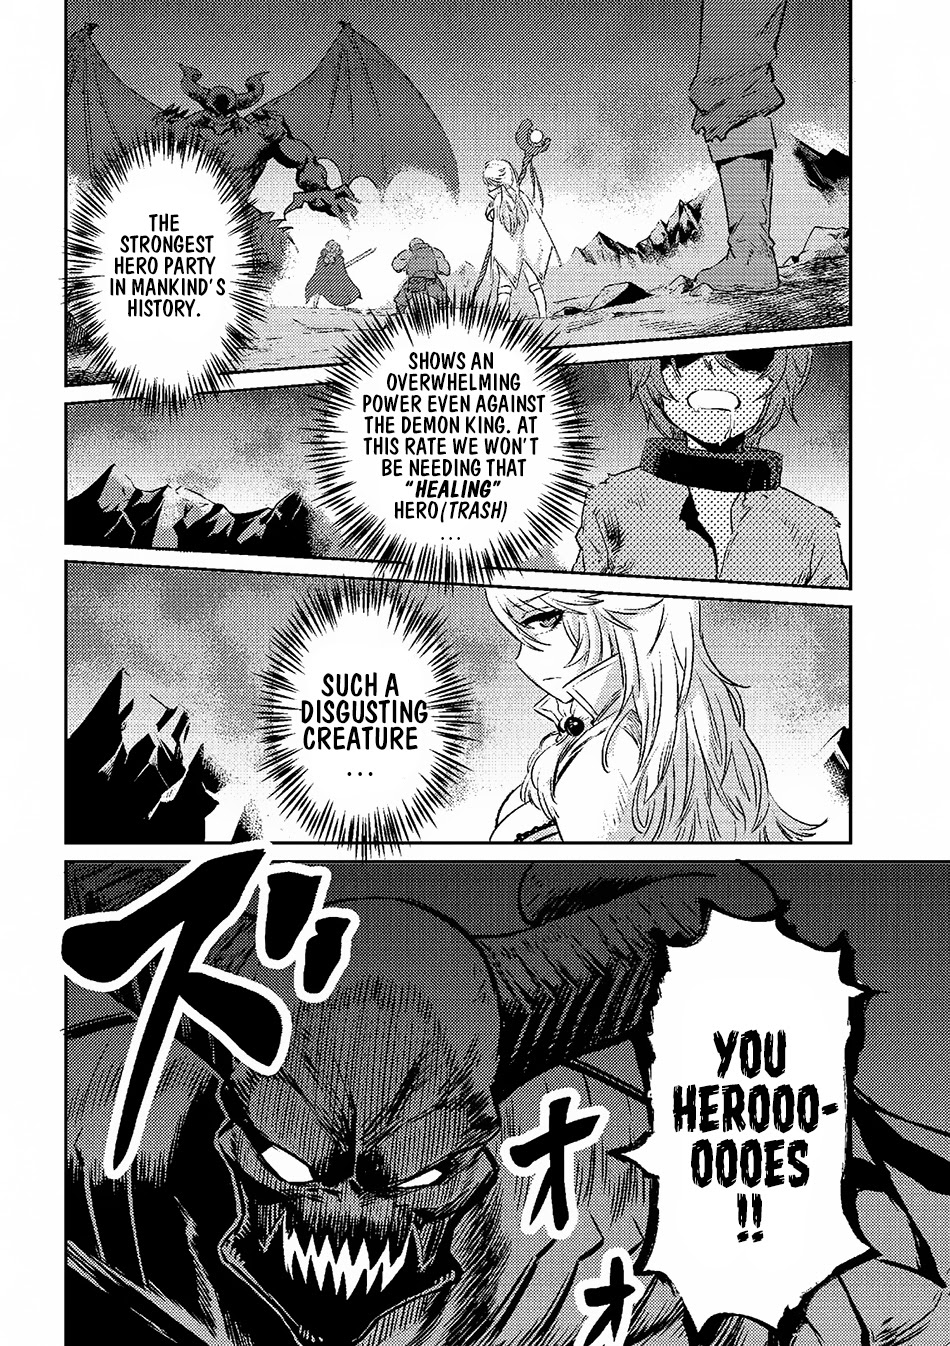 THE
STRONGEST
HERO PARTY
IN MANKIND'S
HISTORY.
SHOWS AN
OVERWHELMING
POWER EVEN AGAINST
THE DEMON KING. AT
THIS RATE WE WON'T
BE NEEDING THAT
"HEALING"
HERO(TRASH)
...
SUCH A
DISGUSTING
CREATURE
...
YOU
HEROOO-
OOOES
!!
ズ
オ
オ